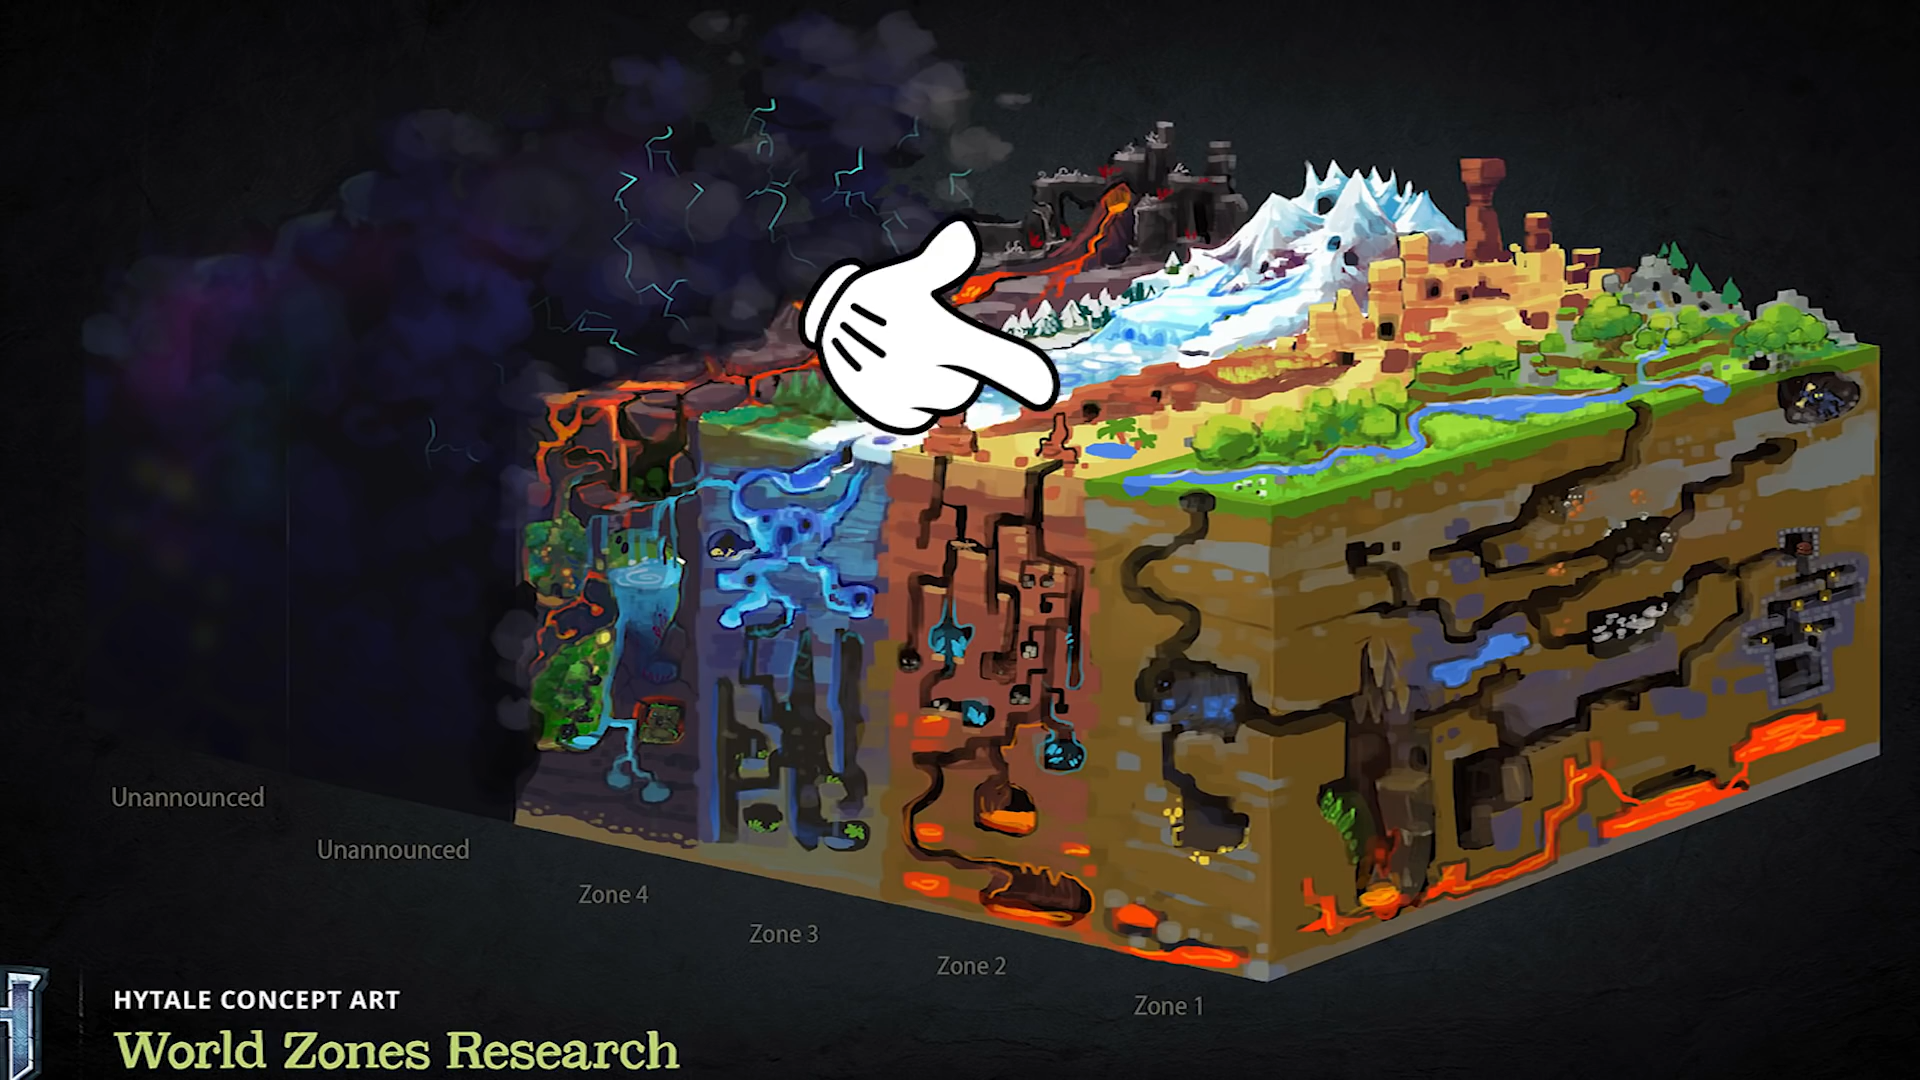 Unannounced
Unannounced
Zone 4
Zone 3
Zone 2
Zone 1
HYTALE CONCEPT ART
World Zones Research